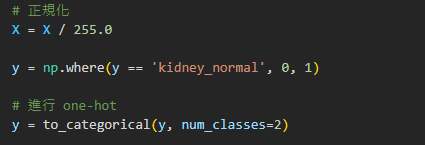 # 正規化
X = X / 255.0
y = np.where(y == 'kidney_normal', 0, 1)
# 進行 one-hot
y = to_categorical(y, num_classes=2)